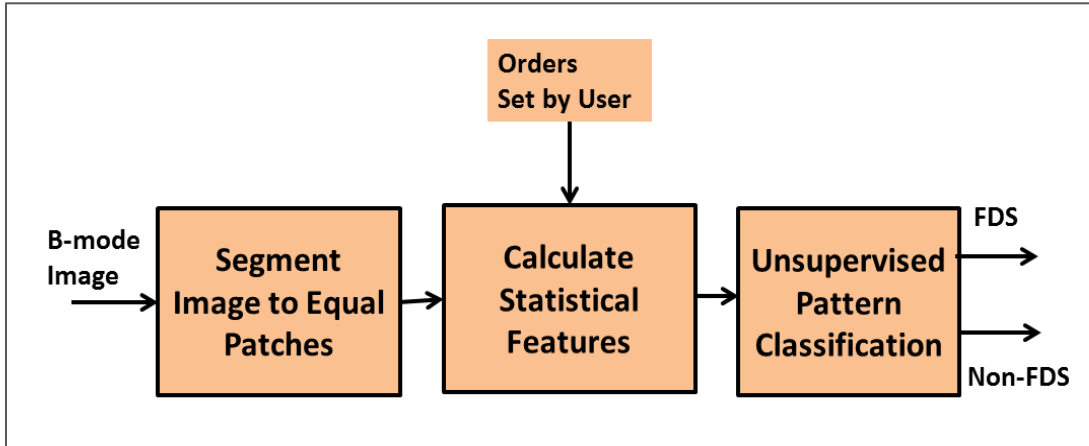 Orders
Set by User
B-mode
Image
Segment
Image to Equal
Patches
Calculate
Statistical
Features
Unsupervised
Pattern
Classification
FDS
Non-FDS